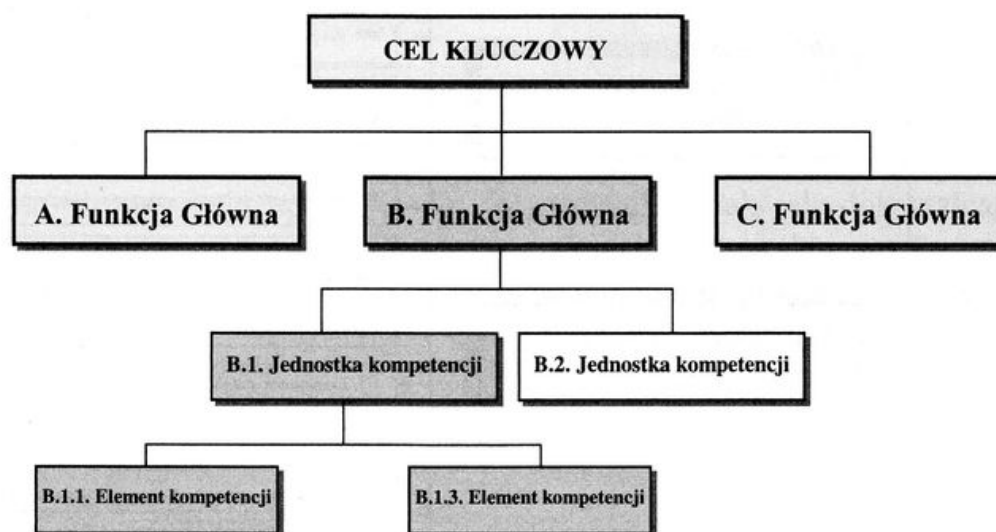 CEL KLUCZOWY
A. Funkcja Główna
B. Funkcja Główna
C. Funkcja Główna
B.1. Jednostka kompetencji
B.2. Jednostka kompetencji
B.1.1. Element kompetencji
B.1.3. Element kompetencji